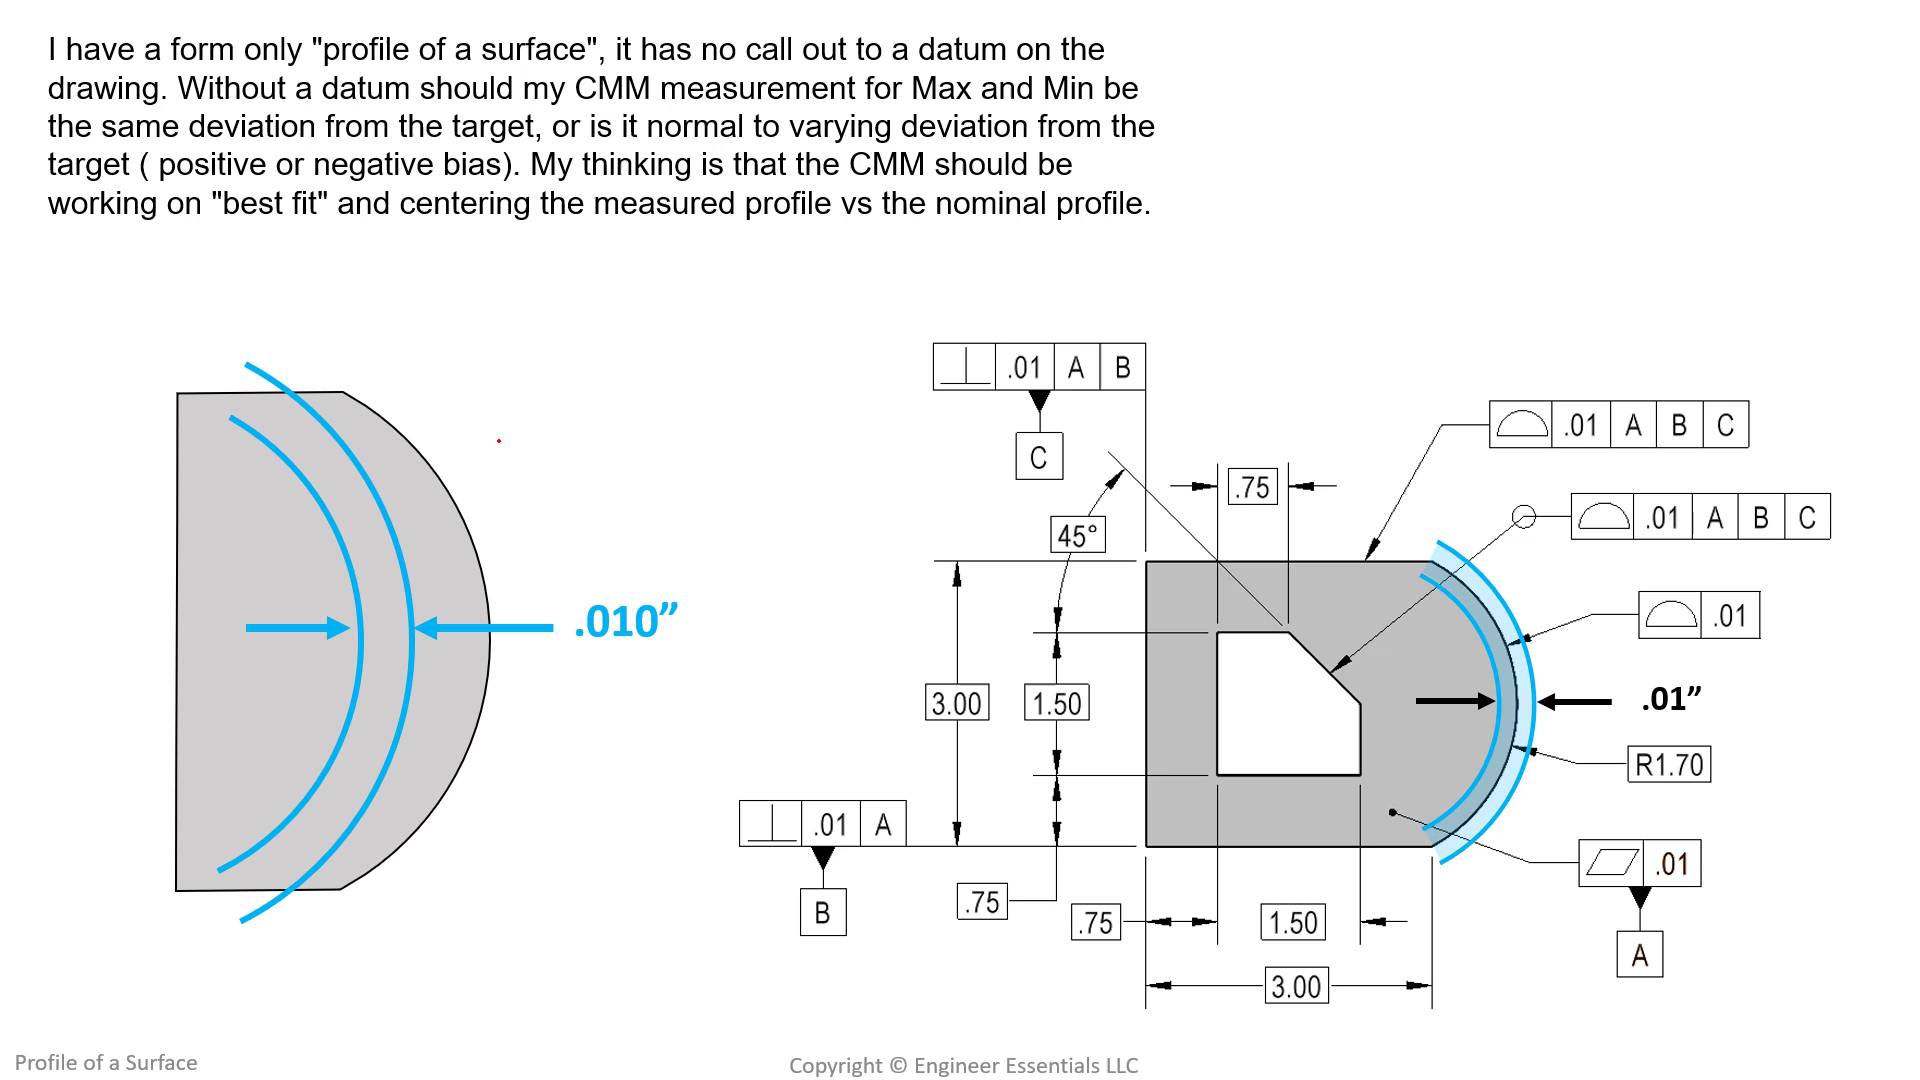 I have a form only "profile of a surface", it has no call out to a datum on the
drawing. Without a datum should my CMM measurement for Max and Min be
the same deviation from the target, or is it normal to varying deviation from the
target ( positive or negative bias). My thinking is that the CMM should be
working on "best fit" and centering the measured profile vs the nominal profile.
.01 A B
C
.01 A B C
.75
.01 A B C
45°
.01
.010”
3.00
1.50
.01”
R1.70
.01 A
.01
.75
B
.75
1.50
A
3.00
Profile of a Surface
Copyright © Engineer Essentials LLC